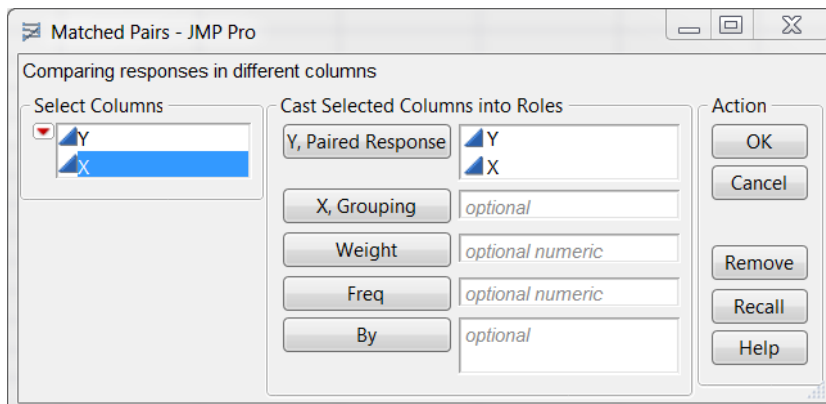 Matched Pairs - JMP Pro
Comparing responses in different columns
Select Columns
Y
X
Cast Selected Columns into Roles
Y, Paired Response
Y
X
X, Grouping
optional
Weight
optional numeric
Freq
optional numeric
By
optional
Action
OK
Cancel
Remove
Recall
Help